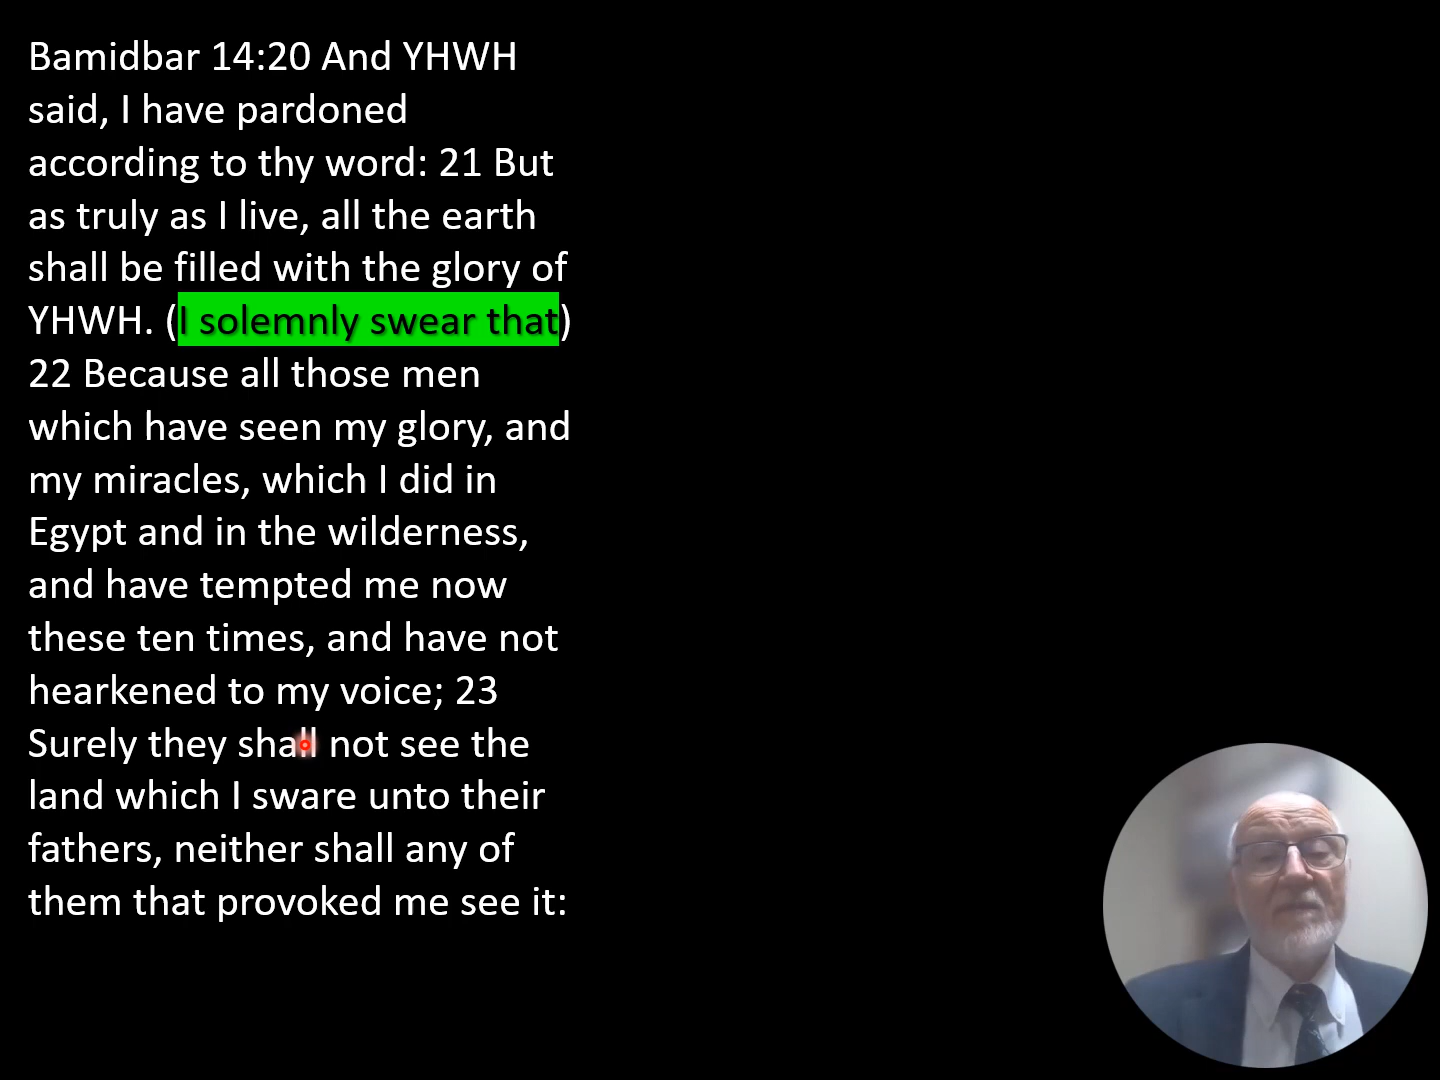 Bamidbar 14:20 And YHWH
said, I have pardoned
according to thy word: 21 But
as truly as I live, all the earth
shall be filled with the glory of
YHWH. (I solemnly swear that)
22 Because all those men
which have seen my glory, and
my miracles, which I did in
Egypt and in the wilderness,
and have tempted me now
these ten times, and have not
hearkened to my voice; 23
Surely they shall not see the
land which I sware unto their
fathers, neither shall any of
them that provoked me see it: